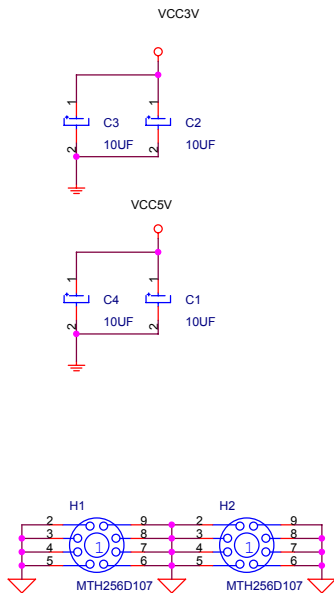 VCC3V
1 1
C3 C2
10UF 10UF
2 2
VCC5V
1 1
C4 C1
10UF 10UF
2 2
H1 H2
2 9 2 9
3 8 3 8
1 1
4 7 4 7
5 6 5 6
MTH256D107 MTH256D107